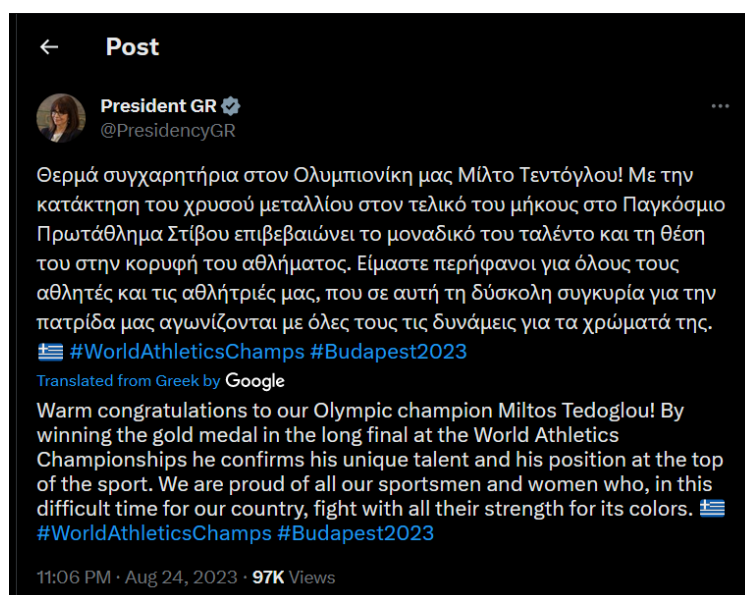 ← Post
President GR
@PresidencyGR
Θερμά συγχαρητήρια στον Ολυμπιονίκη μας Μίλτο Τεντόγλου! Με την
κατάκτηση του χρυσού μεταλλίου στον τελικό του μήκους στο Παγκόσμιο
Πρωτάθλημα Στίβου επιβεβαιώνει το μοναδικό του ταλέντο και τη θέση
του στην κορυφή του αθλήματος. Είμαστε περήφανοι για όλους τους
αθλητές και τις αθλήτριές μας, που σε αυτή τη δύσκολη συγκυρία για την
πατρίδα μας αγωνίζονται με όλες τους τις δυνάμεις για τα χρώματά της.
🇬🇷 #WorldAthleticsChamps #Budapest2023
Translated from Greek by Google
Warm congratulations to our Olympic champion Miltos Tedoglou! By
winning the gold medal in the long final at the World Athletics
Championships he confirms his unique talent and his position at the top
of the sport. We are proud of all our sportsmen and women who, in this
difficult time for our country, fight with all their strength for its colors. 🇬🇷
#WorldAthleticsChamps #Budapest2023
11:06 PM · Aug 24, 2023 · 97K Views